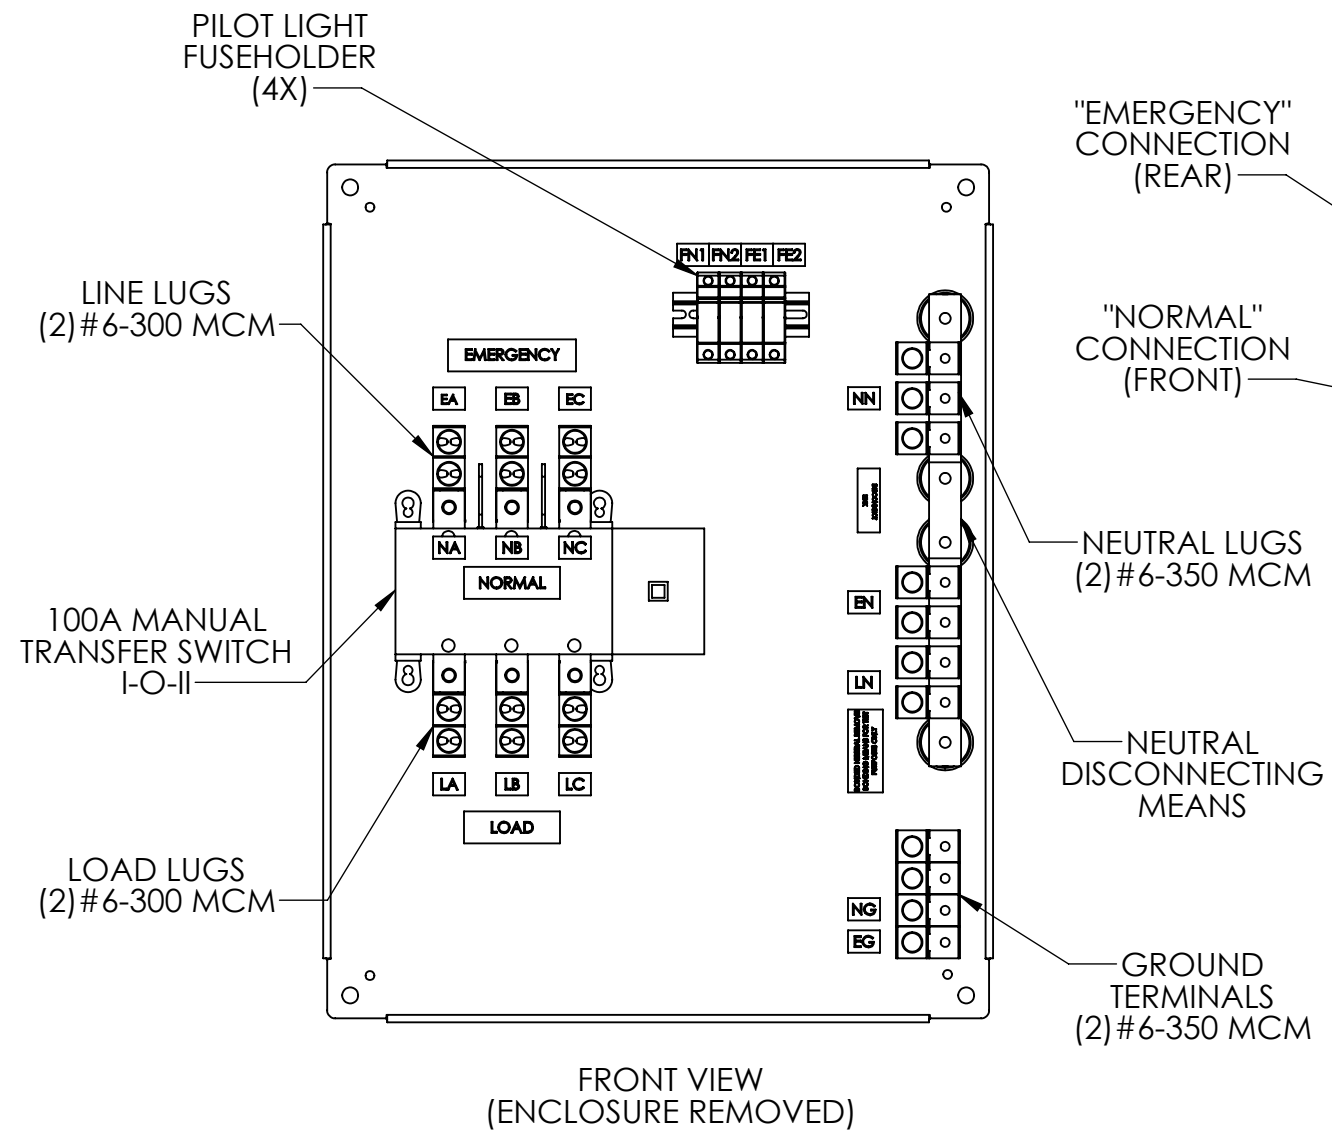 PILOT LIGHT
FUSEHOLDER
(4X)
"EMERGENCY"
CONNECTION
(REAR)
FN1 FN2 FE1 FE2
LINE LUGS
(2)#6-300 MCM
"NORMAL"
CONNECTION
(FRONT)
EMERGENCY
EA EB EC
NN
NA NB NC
NORMAL
NEUTRAL LUGS
(2)#6-350 MCM
EN
100A MANUAL
TRANSFER SWITCH
I-O-II
LN
NEUTRAL
DISCONNECTING
MEANS
LA LB LC
LOAD
LOAD LUGS
(2)#6-300 MCM
NG
EG
GROUND
TERMINALS
(2)#6-350 MCM
FRONT VIEW
(ENCLOSURE REMOVED)